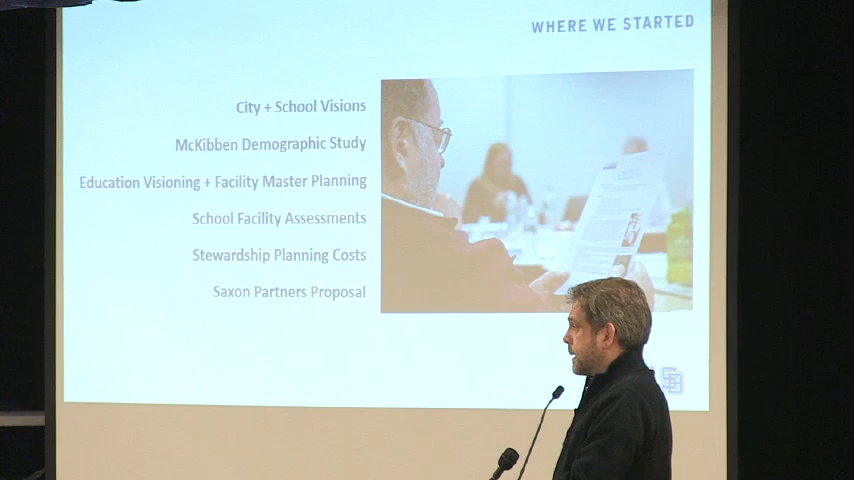 WHERE WE STARTED
City + School Visions
McKibben Demographic Study
Education Visioning + Facility Master Planning
School Facility Assessments
Stewardship Planning Costs
Saxon Partners Proposal